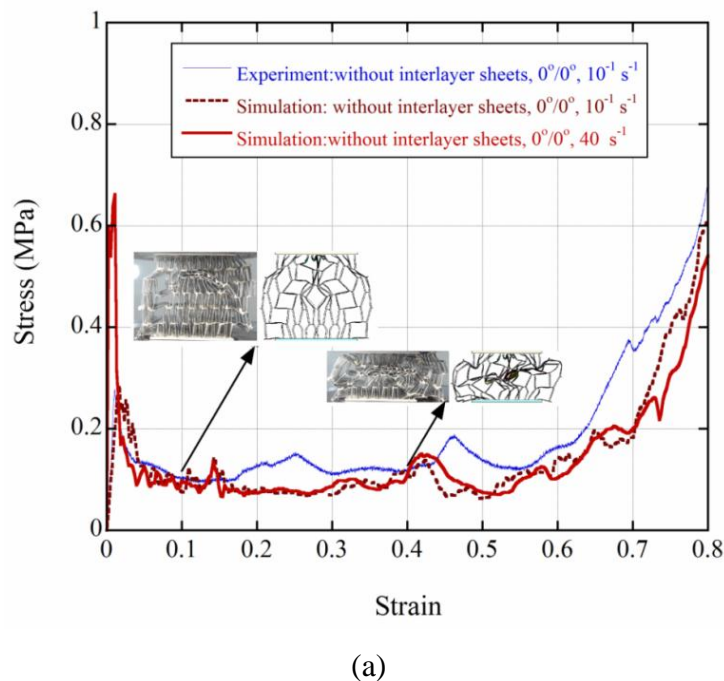 1
0.8
0.6
0.4
0.2
0
Stress (MPa)
Experiment:without interlayer sheets, 0°/0°, 10⁻¹ s⁻¹
Simulation: without interlayer sheets, 0°/0°, 10⁻¹ s⁻¹
Simulation:without interlayer sheets, 0°/0°, 40 s⁻¹
0 0.1 0.2 0.3 0.4 0.5 0.6 0.7 0.8
Strain
(a)